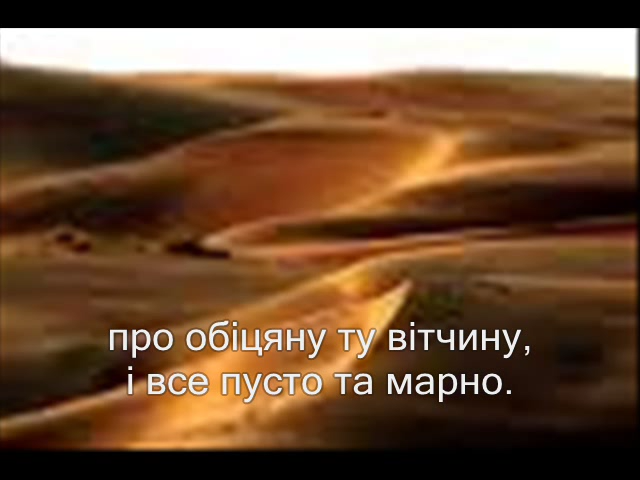 про обіцяну ту вітчину,
і все пусто та марно.